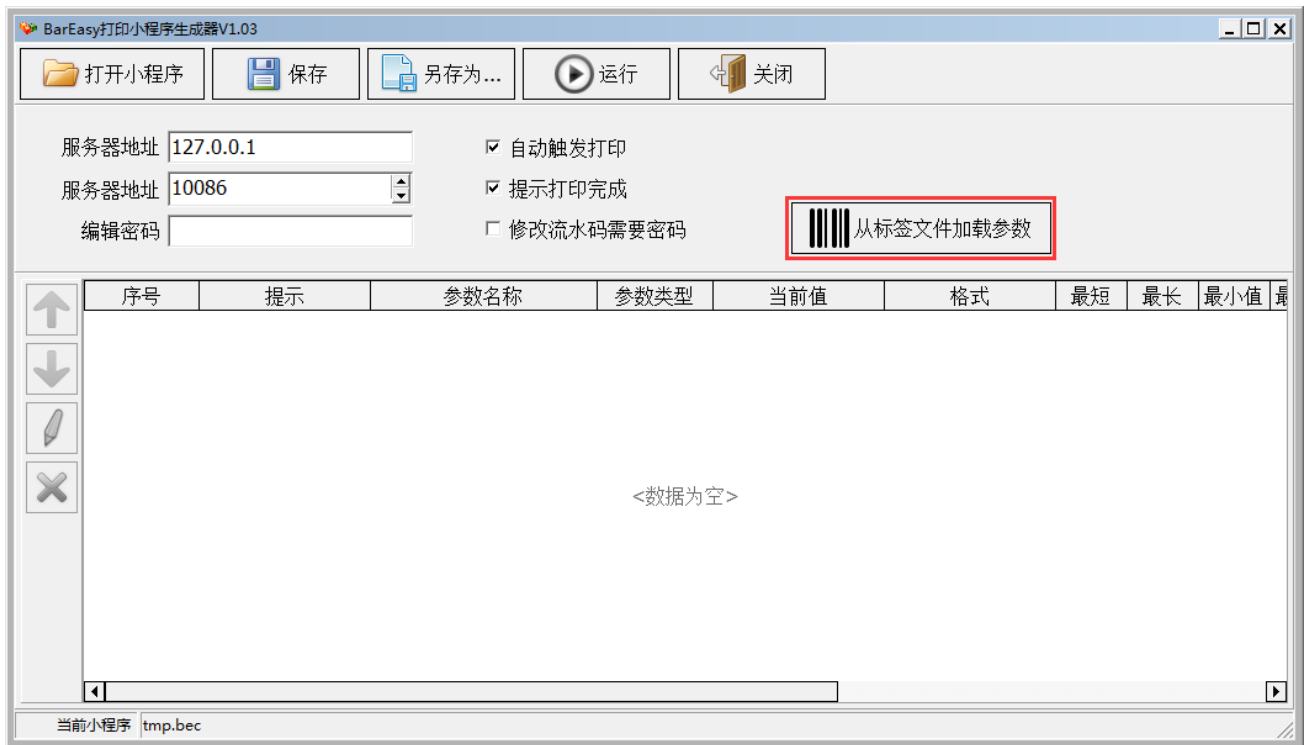 BarEasy打印小程序生成器V1.03
打开小程序 保存 另存为... 运行 关闭
服务器地址 127.0.0.1 自动触发打印
服务器地址 10086 提示打印完成
编辑密码 修改流水码需要密码 从标签文件加载参数
序号 提示 参数名称 参数类型 当前值 格式 最短 最长 最小值
<数据为空>
当前小程序 tmp.bec